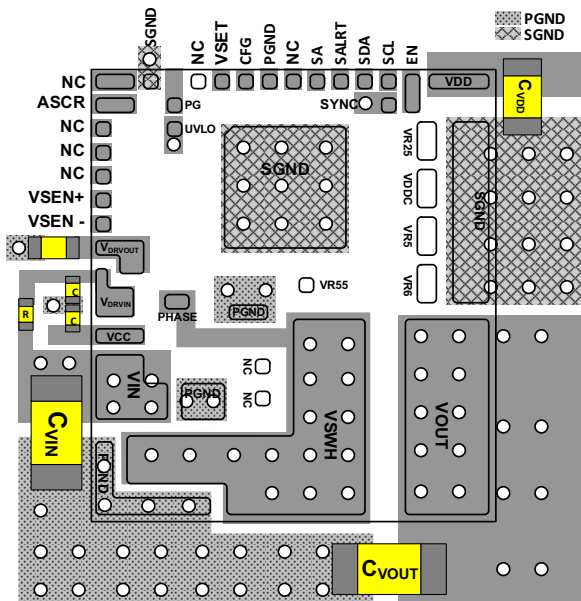 PGND
SGND
SGND
NC
VSET
CFG
PGND
NC
SA
SALRT
SDA
SCL
EN
VDD
CVDD
NC
ASCR
PG
SYNC
NC
UVLO
VR25
NC
SGND
NC
VDDC
SGND
VSEN+
VSEN -
VR5
VDRVOUT
VR6
VR55
C
VDRVIN
R
C
PHASE
PGND
VCC
VIN
NC
PGND
NC
CVIN
VSWH
VOUT
PGND
CVOUT